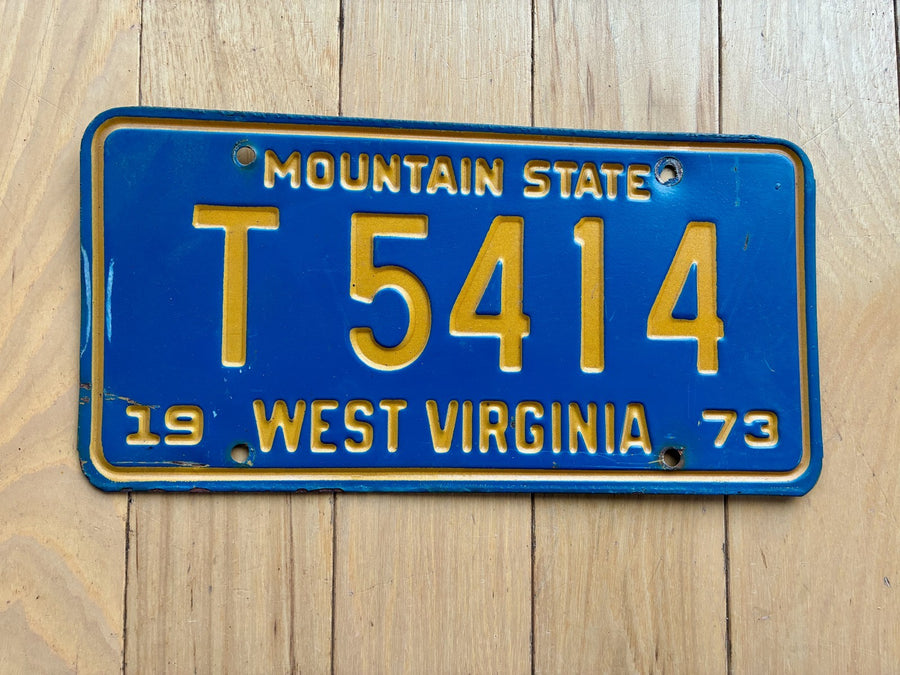 MOUNTAIN STATE
T 5414
19 WEST VIRGINIA 73